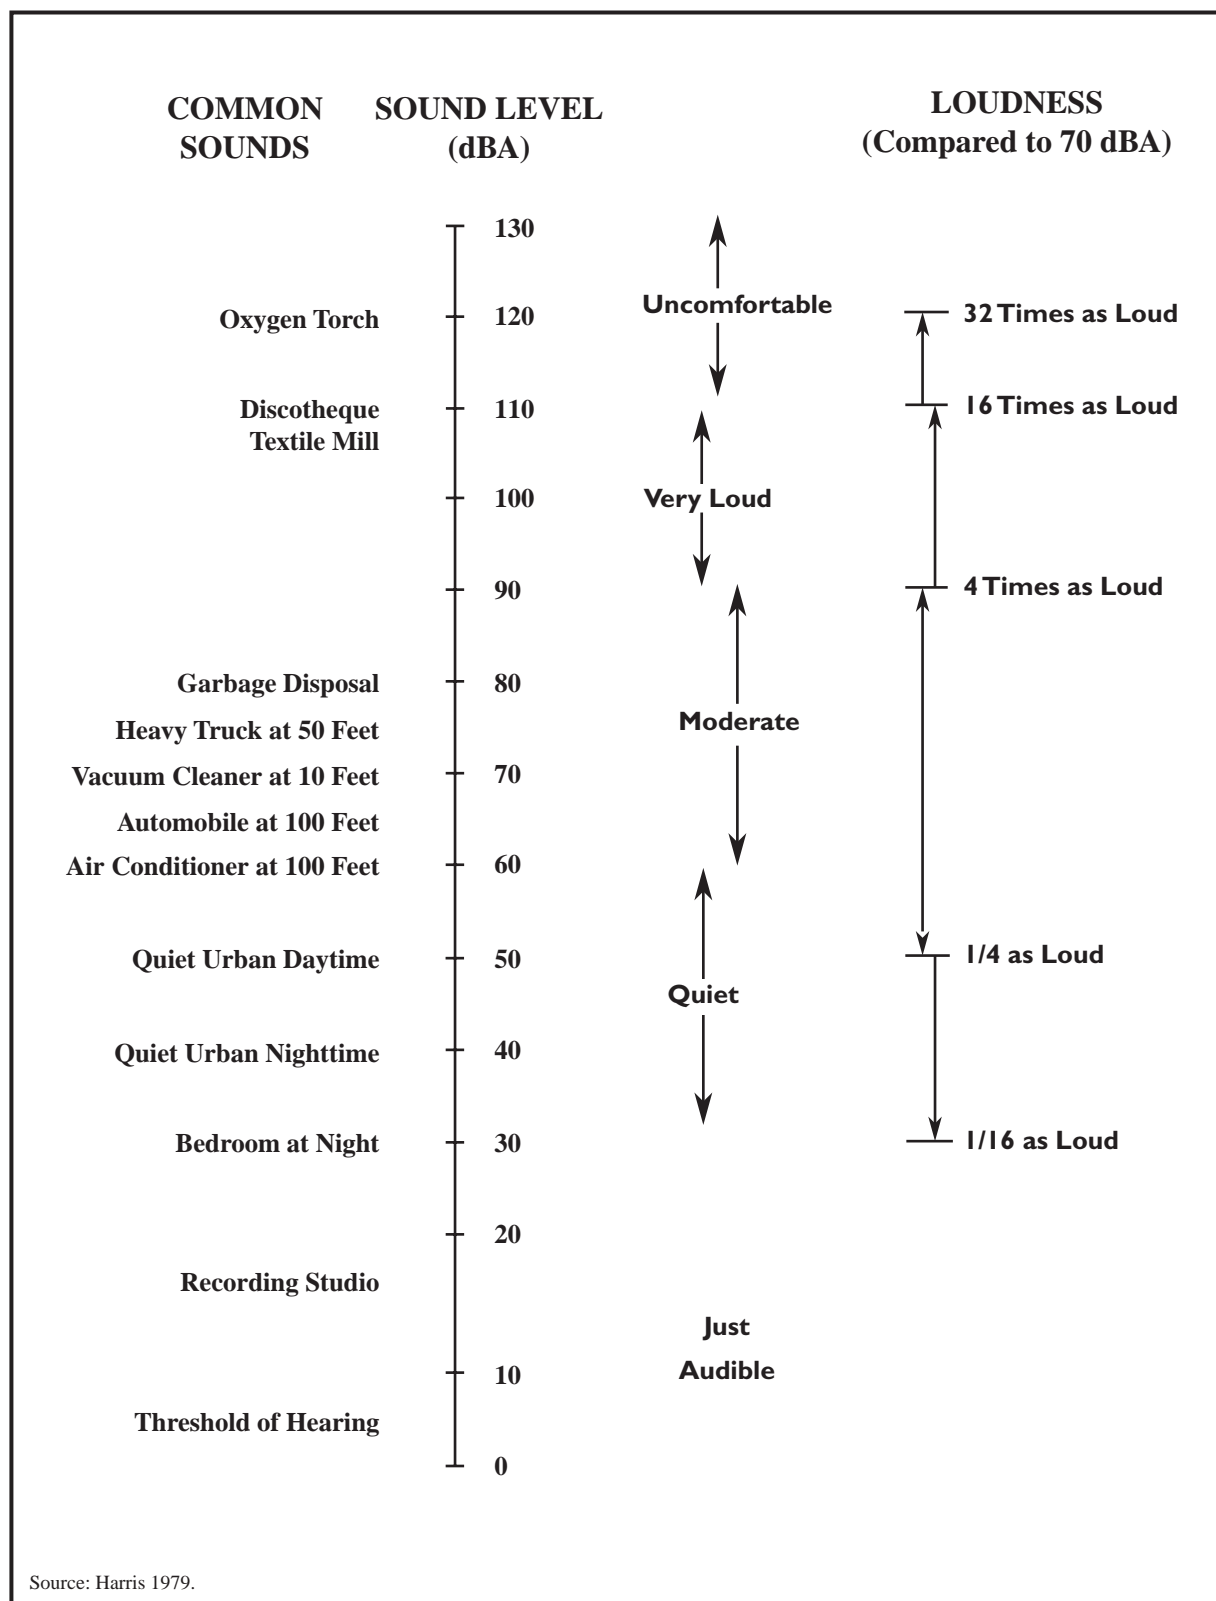 COMMON SOUNDS
SOUND LEVEL (dBA)
LOUDNESS
(Compared to 70 dBA)
130
Oxygen Torch
120
Uncomfortable
32 Times as Loud
Discotheque
110
16 Times as Loud
Textile Mill
100
Very Loud
90
4 Times as Loud
Garbage Disposal
80
Heavy Truck at 50 Feet
Moderate
Vacuum Cleaner at 10 Feet
70
Automobile at 100 Feet
Air Conditioner at 100 Feet
60
Quiet Urban Daytime
50
1/4 as Loud
Quiet
Quiet Urban Nighttime
40
Bedroom at Night
30
1/16 as Loud
20
Recording Studio
Just
Audible
10
Threshold of Hearing
0
Source: Harris 1979.